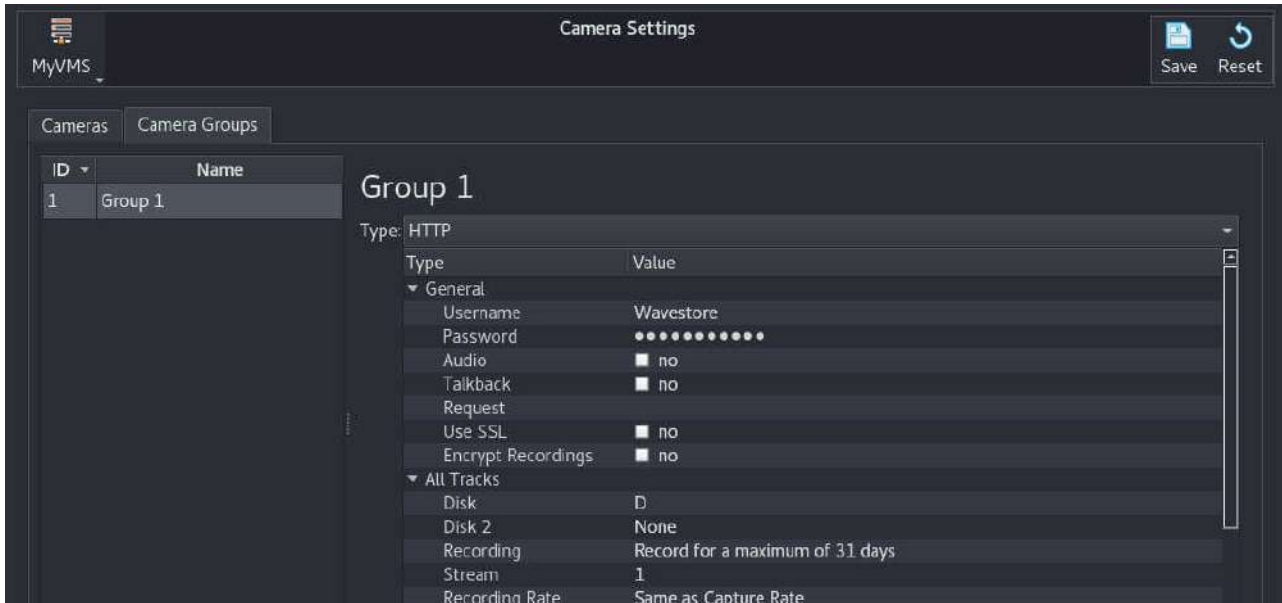 Camera Settings
MyVMS
Save Reset
Cameras Camera Groups
ID Name
1 Group 1
Group 1
Type: HTTP
Type Value
General
Username Wavestore
Password ●●●●●●●●●●●
Audio no
Talkback no
Request
Use SSL no
Encrypt Recordings no
All Tracks
Disk D
Disk 2 None
Recording Record for a maximum of 31 days
Stream 1
Recording Rate Same as Capture Rate